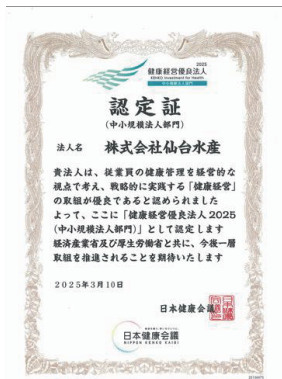 2025
健康経営優良法人
KENKO Investment for Health
中小規模法人部門
認定証
(中小規模法人部門)
法人名 株式会社仙台水産
貴法人は、従業員の健康管理を経営的な
視点で考え、戦略的に実践する「健康経営」
の取組が優良であると認められました
よって、ここに「健康経営優良法人2025
(中小規模法人部門)」として認定します
経済産業省及び厚生労働省と共に、今後一層
取組を推進されることを期待いたします
2025年3月10日
日本健康会議
日本健康会議
NIPPON KENKO KAIGI